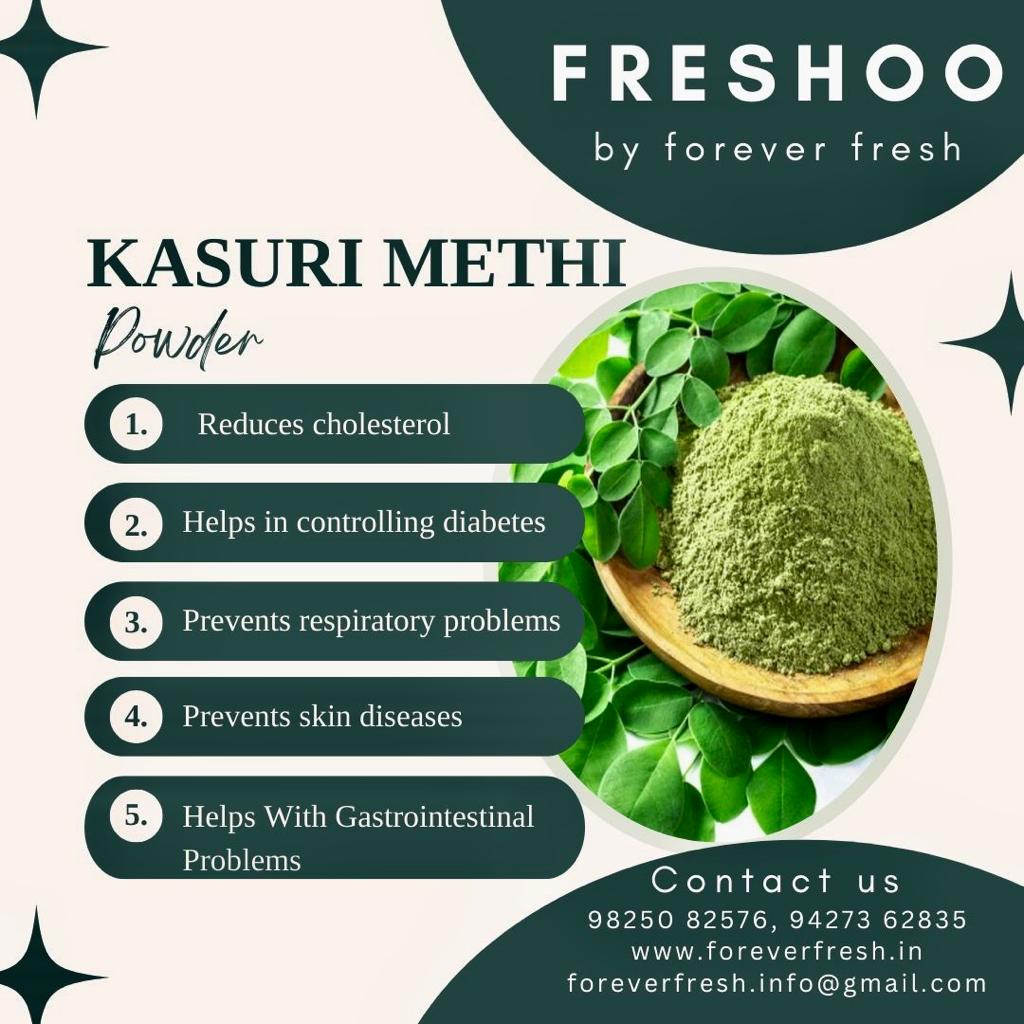 FRESHOO
by forever fresh
KASURI METHI
Powder
1. Reduces cholesterol
2. Helps in controlling diabetes
3. Prevents respiratory problems
4. Prevents skin diseases
5. Helps With Gastrointestinal
Problems
Contact us
98250 82576, 94273 62835
www.foreverfresh.in
foreverfresh.info@gmail.com